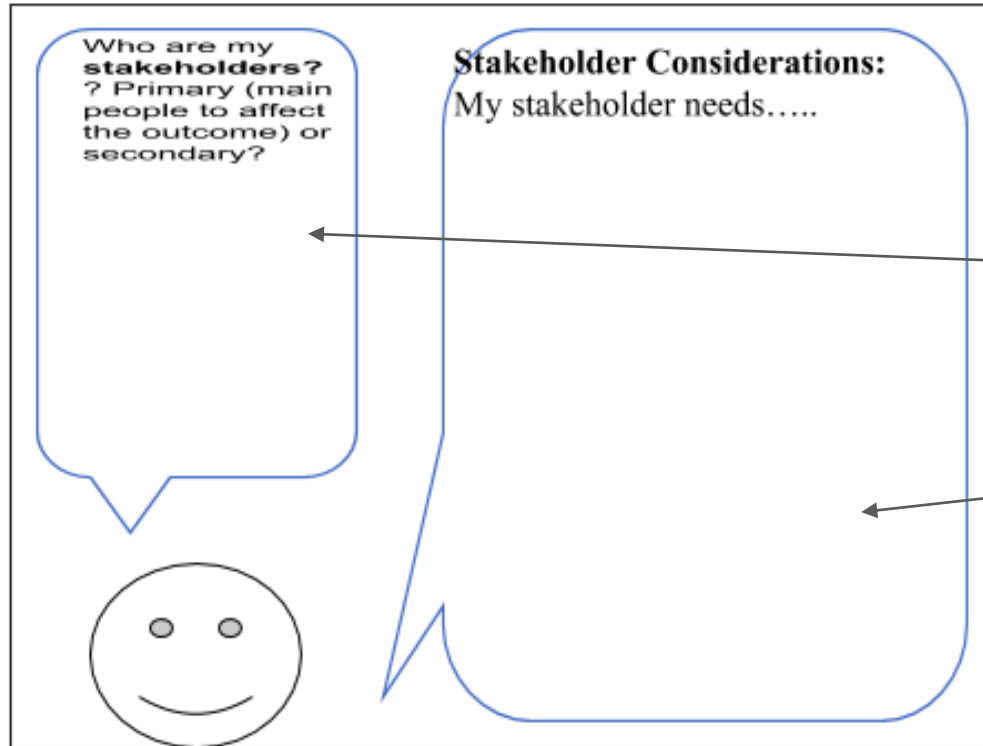 Who are my
stakeholders?
? Primary (main
people to affect
the outcome) or
secondary?
Stakeholder Considerations:
My stakeholder needs…..